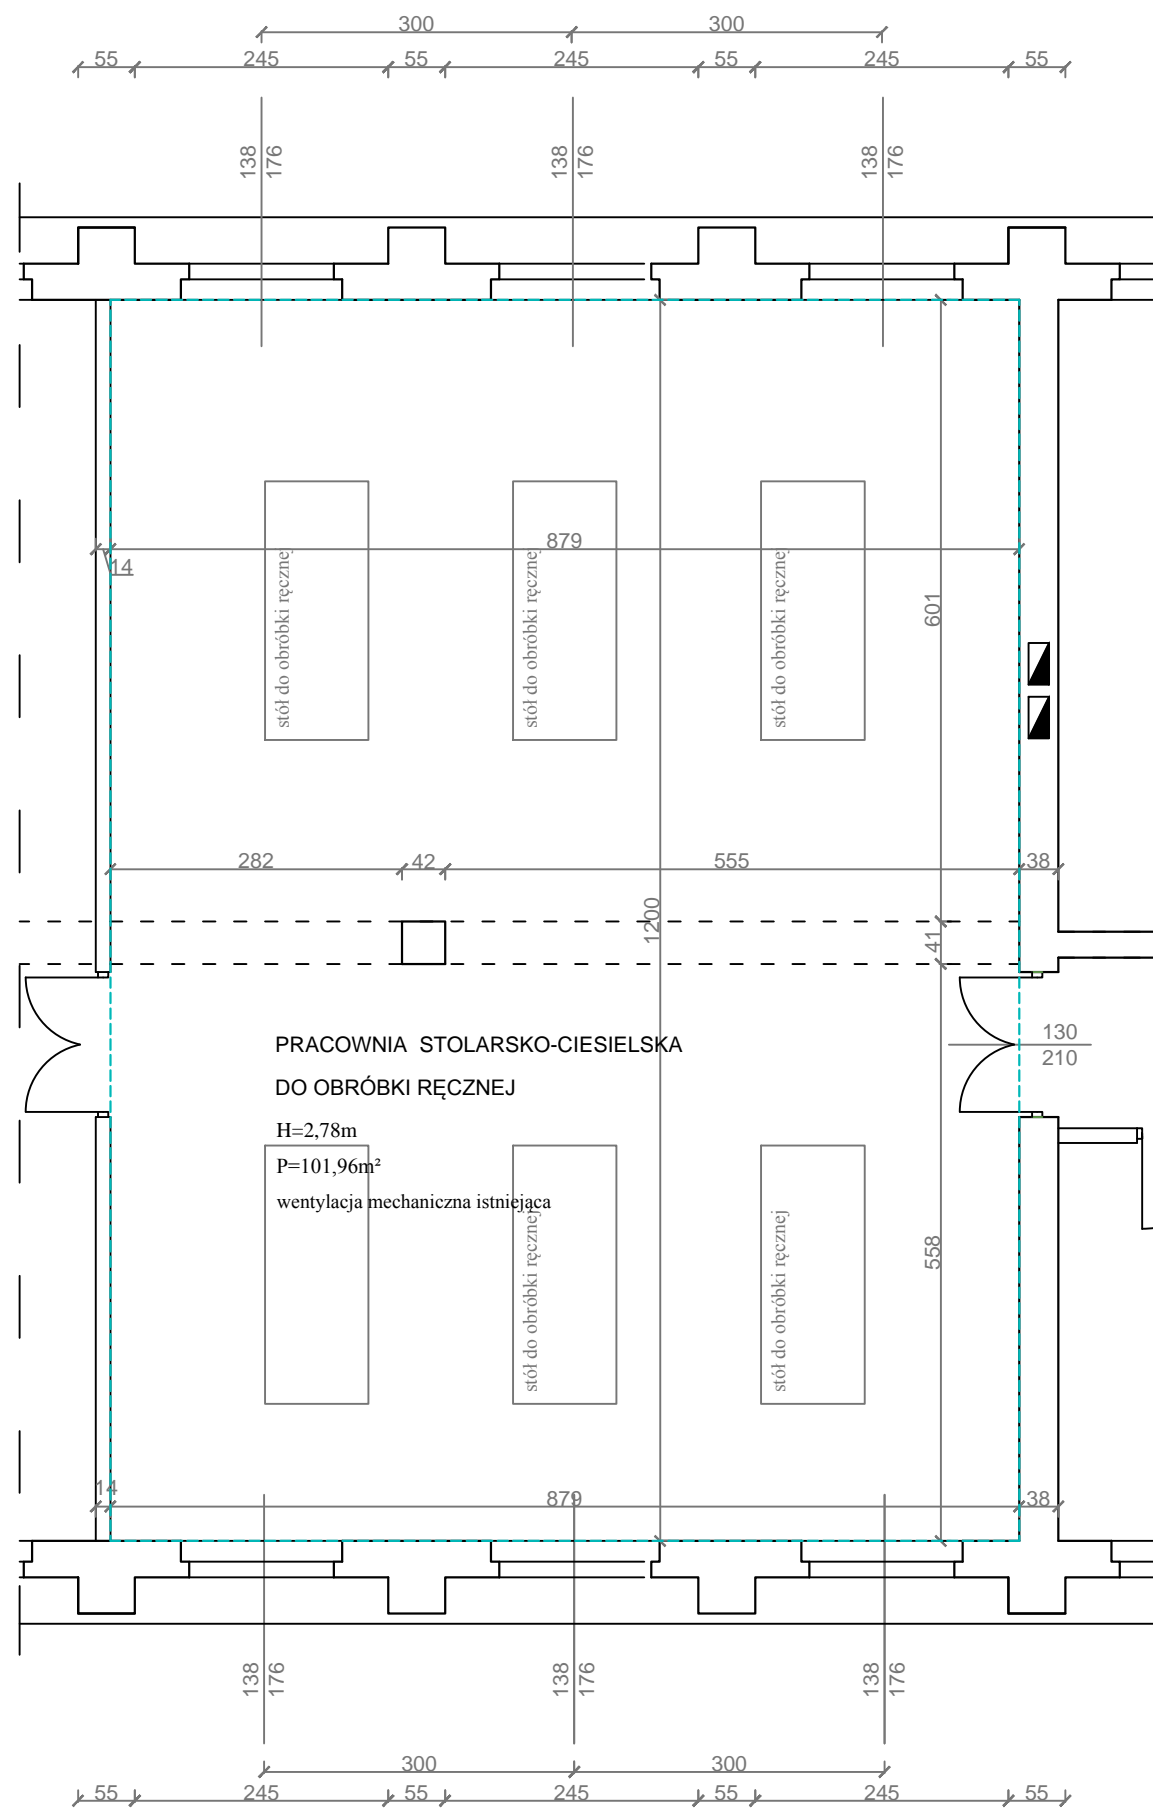 300 300
55 245 55 245 55 245 55
138 138 138
176 176 176
879
14
stół do obróbki ręcznej
stół do obróbki ręcznej
stół do obróbki ręcznej
601
282 42 555 38
1200
41
130
210
PRACOWNIA STOLARSKO-CIESIELSKA
DO OBRÓBKI RĘCZNEJ
H=2,78m
P=101,96m²
wentylacja mechaniczna istniejąca
stół do obróbki ręcznej
stół do obróbki ręcznej
558
14 879 38
138 138 138
176 176 176
300 300
55 245 55 245 55 245 55